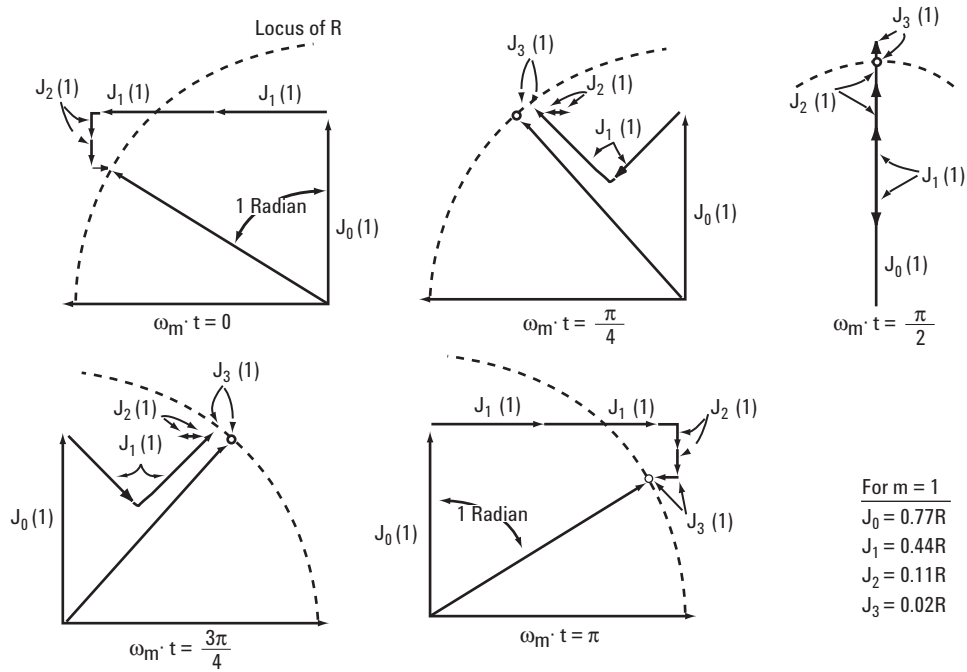 Locus of R
J₂(1)
J₁(1)
J₁(1)
1 Radian
J₀(1)
ωm· t = 0
J₃ (1)
J₂ (1)
J₁ (1)
J₀(1)
ωm· t = π/4
J₃ (1)
J₂ (1)
J₁ (1)
J₀(1)
ωm· t = π/2
J₃ (1)
J₂(1)
J₁(1)
J₀(1)
ωm· t = 3π/4
J₁ (1)
J₁ (1)
J₂(1)
1 Radian
J₀(1)
J₃ (1)
ωm· t = π
For m = 1
J₀ = 0.77R
J₁ = 0.44R
J₂ = 0.11R
J₃ = 0.02R